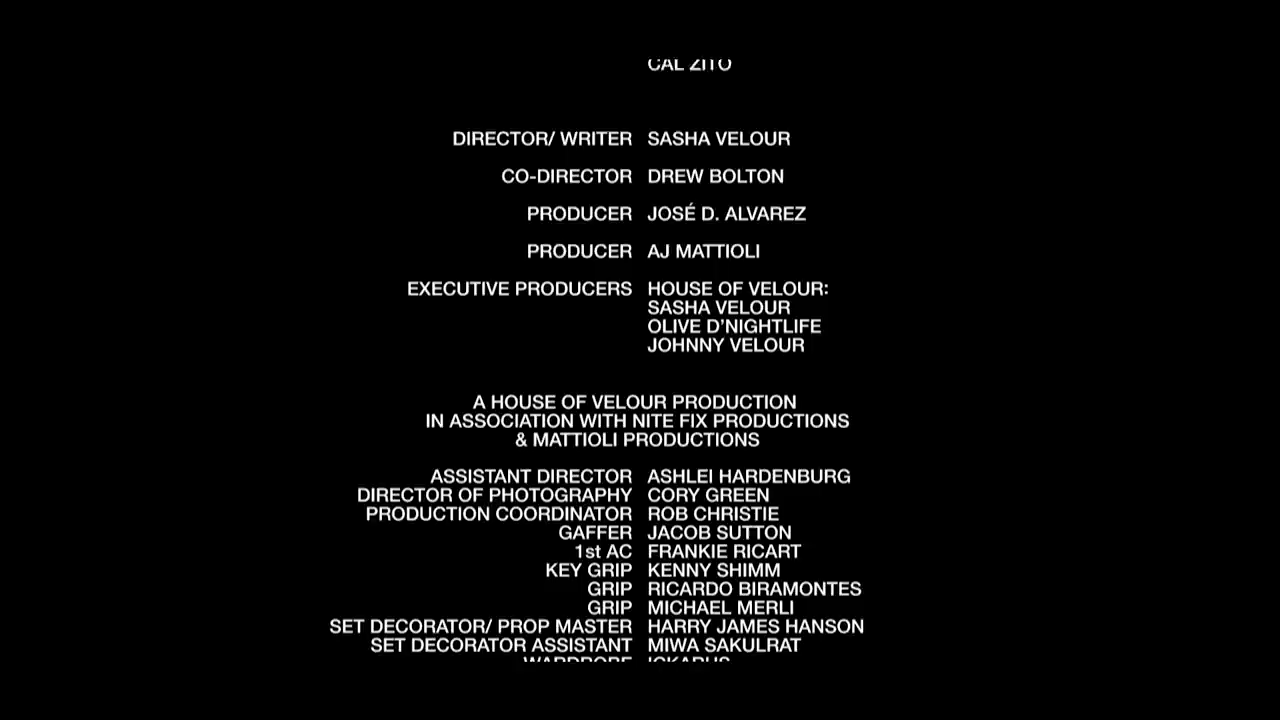 CAL ZITO
DIRECTOR/ WRITER SASHA VELOUR
CO-DIRECTOR DREW BOLTON
PRODUCER JOSÉ D. ALVAREZ
PRODUCER AJ MATTIOLI
EXECUTIVE PRODUCERS HOUSE OF VELOUR:
SASHA VELOUR
OLIVE D’NIGHTLIFE
JOHNNY VELOUR
A HOUSE OF VELOUR PRODUCTION
IN ASSOCIATION WITH NITE FIX PRODUCTIONS
& MATTIOLI PRODUCTIONS
ASSISTANT DIRECTOR ASHLEI HARDENBURG
DIRECTOR OF PHOTOGRAPHY CORY GREEN
PRODUCTION COORDINATOR ROB CHRISTIE
GAFFER JACOB SUTTON
1st AC FRANKIE RICART
KEY GRIP KENNY SHIMM
GRIP RICARDO BIRAMONTES
GRIP MICHAEL MERLI
SET DECORATOR/ PROP MASTER HARRY JAMES HANSON
SET DECORATOR ASSISTANT MIWA SAKULRAT
WARDROBE